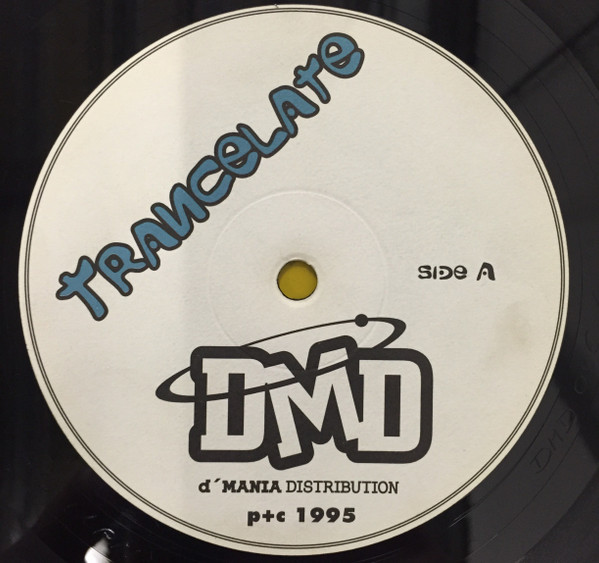 TRANCELATE
SIDE A
DMD
d´MANIA DISTRIBUTION
p+c 1995